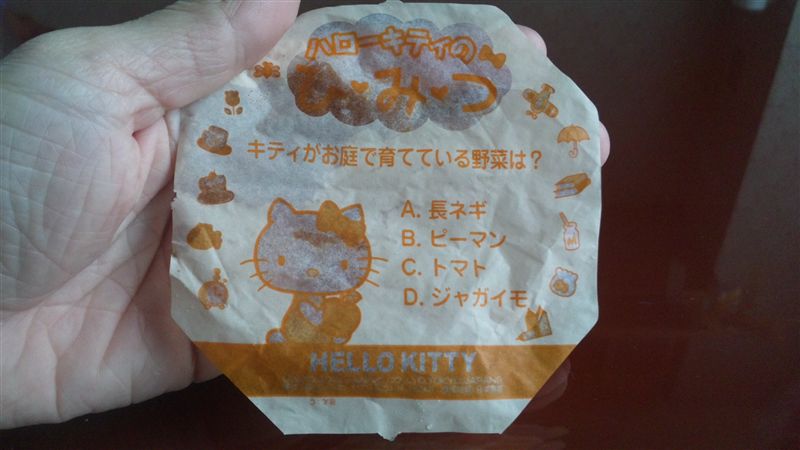 ハローキティの
ひ・み・つ
キティがお庭で育てている野菜は?
A. 長ネギ
B. ピーマン
C. トマト
D. ジャガイモ
HELLO KITTY